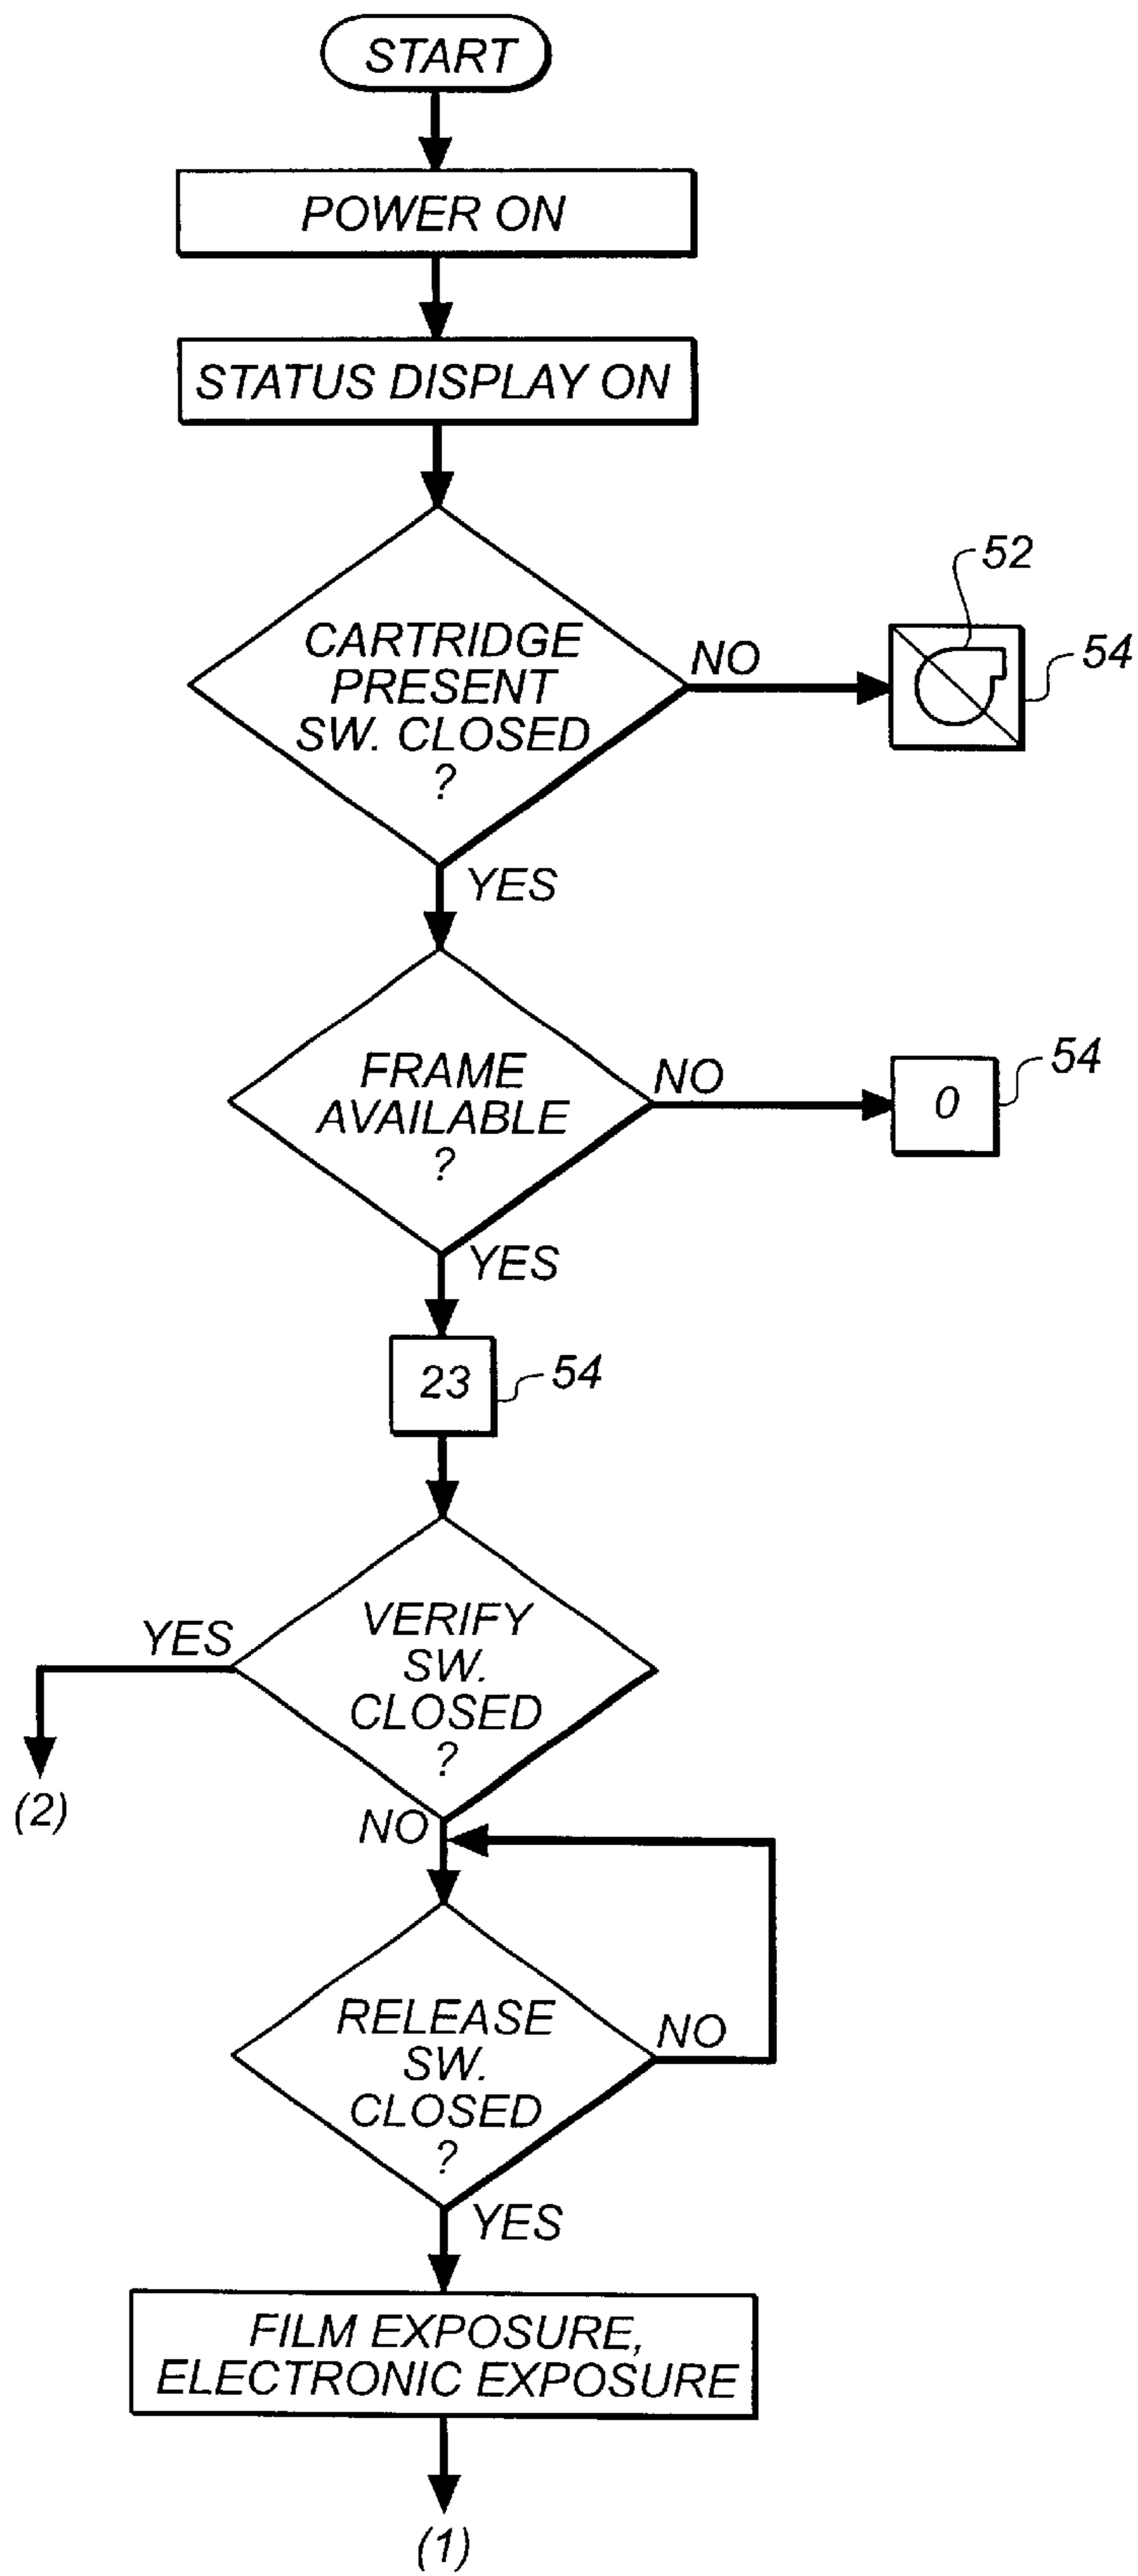 START
POWER ON
STATUS DISPLAY ON
52
CARTRIDGE
PRESENT
SW. CLOSED
?
NO
54
YES
FRAME
AVAILABLE
?
NO
0
54
YES
23
54
VERIFY
SW.
CLOSED
?
YES
(2)
NO
RELEASE
SW.
CLOSED
?
NO
YES
FILM EXPOSURE,
ELECTRONIC EXPOSURE
(1)